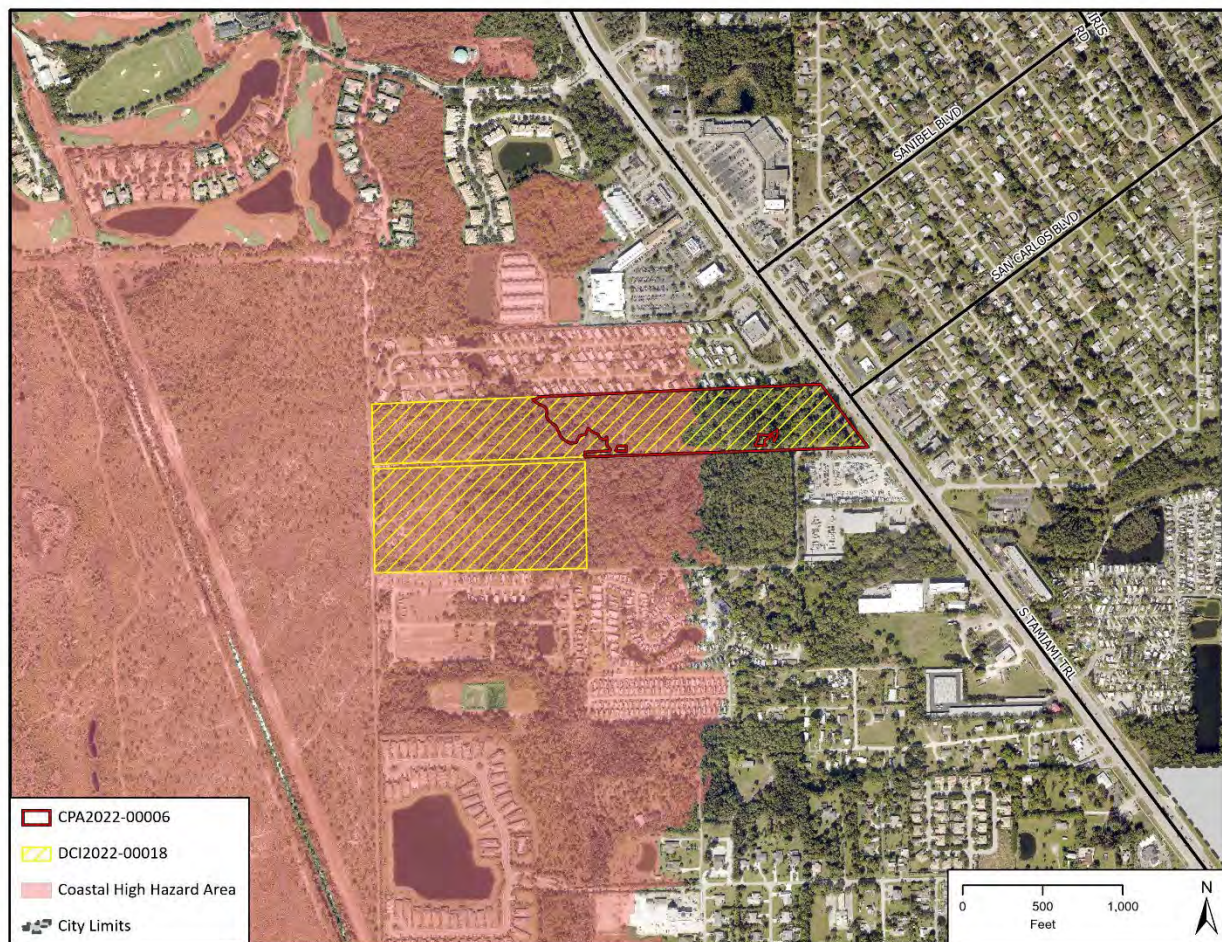 IRIS
RD
SANIBEL BLVD
SAN CARLOS BLVD
S TAMIAMI TRL
CPA2022-00006
DCI2022-00018
Coastal High Hazard Area
City Limits
0 500 1,000
Feet
N